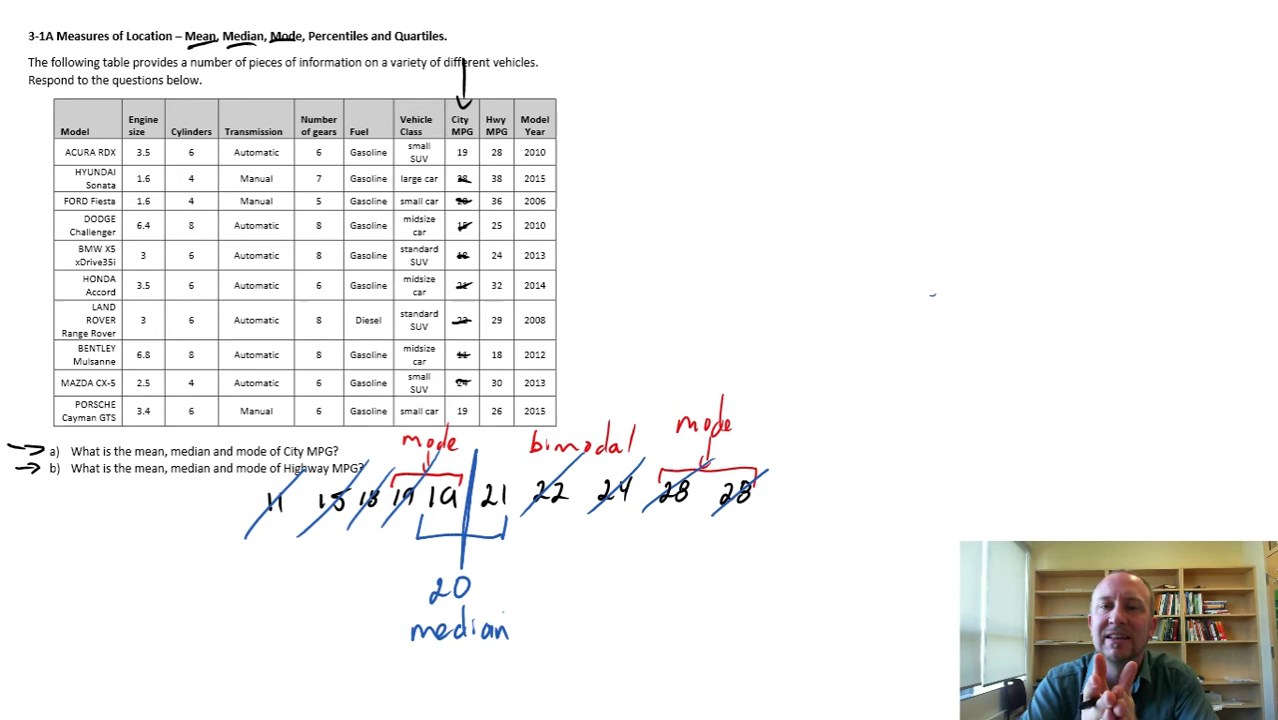 3-1A Measures of Location – Mean, Median, Mode, Percentiles and Quartiles.
The following table provides a number of pieces of information on a variety of different vehicles.
Respond to the questions below.
Model Engine size Cylinders Transmission Number of gears Fuel Vehicle Class City MPG Hwy MPG Model Year
ACURA RDX 3.5 6 Automatic 6 Gasoline small SUV 19 28 2010
HYUNDAI Sonata 1.6 4 Manual 7 Gasoline large car 28 38 2015
FORD Fiesta 1.6 4 Manual 5 Gasoline small car 28 36 2006
DODGE Challenger 6.4 8 Automatic 8 Gasoline midsize car 15 25 2010
BMW X5 xDrive35i 3 6 Automatic 8 Gasoline standard SUV 18 24 2013
HONDA Accord 3.5 6 Automatic 6 Gasoline midsize car 21 32 2014
LAND ROVER Range Rover 3 6 Automatic 8 Diesel standard SUV 22 29 2008
BENTLEY Mulsanne 6.8 8 Automatic 8 Gasoline midsize car 11 18 2012
MAZDA CX-5 2.5 4 Automatic 6 Gasoline small SUV 24 30 2013
PORSCHE Cayman GTS 3.4 6 Manual 6 Gasoline small car 19 26 2015
mode bimodal mode
a) What is the mean, median and mode of City MPG?
b) What is the mean, median and mode of Highway MPG?
11 15 18 19 19 21 22 24 28 28
20
median